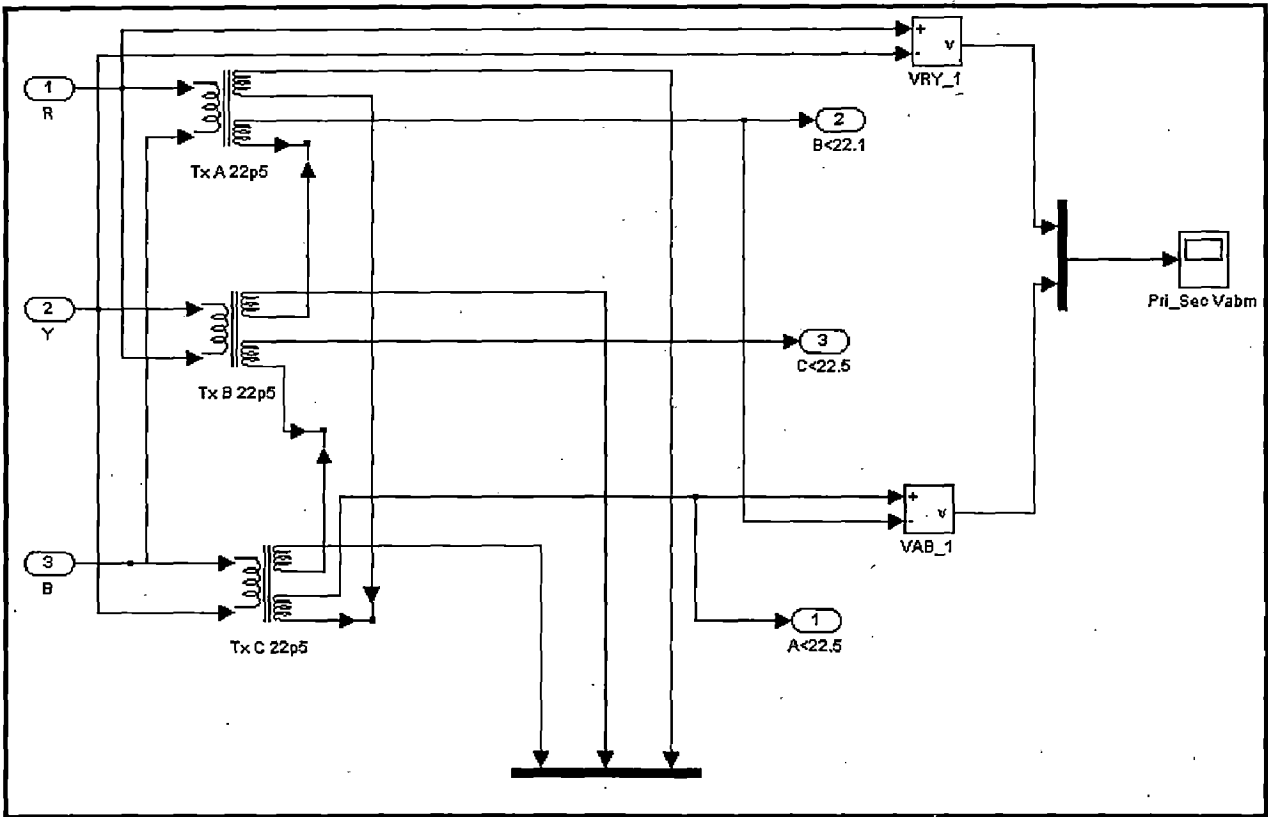 +
-
v
VRY_1
1
R
2
B<22.1
Tx A 22p5
2
Y
Pri_Sec Vabm
3
C<22.5
Tx B 22p5
+
-
v
VAB_1
3
B
1
A<22.5
Tx C 22p5